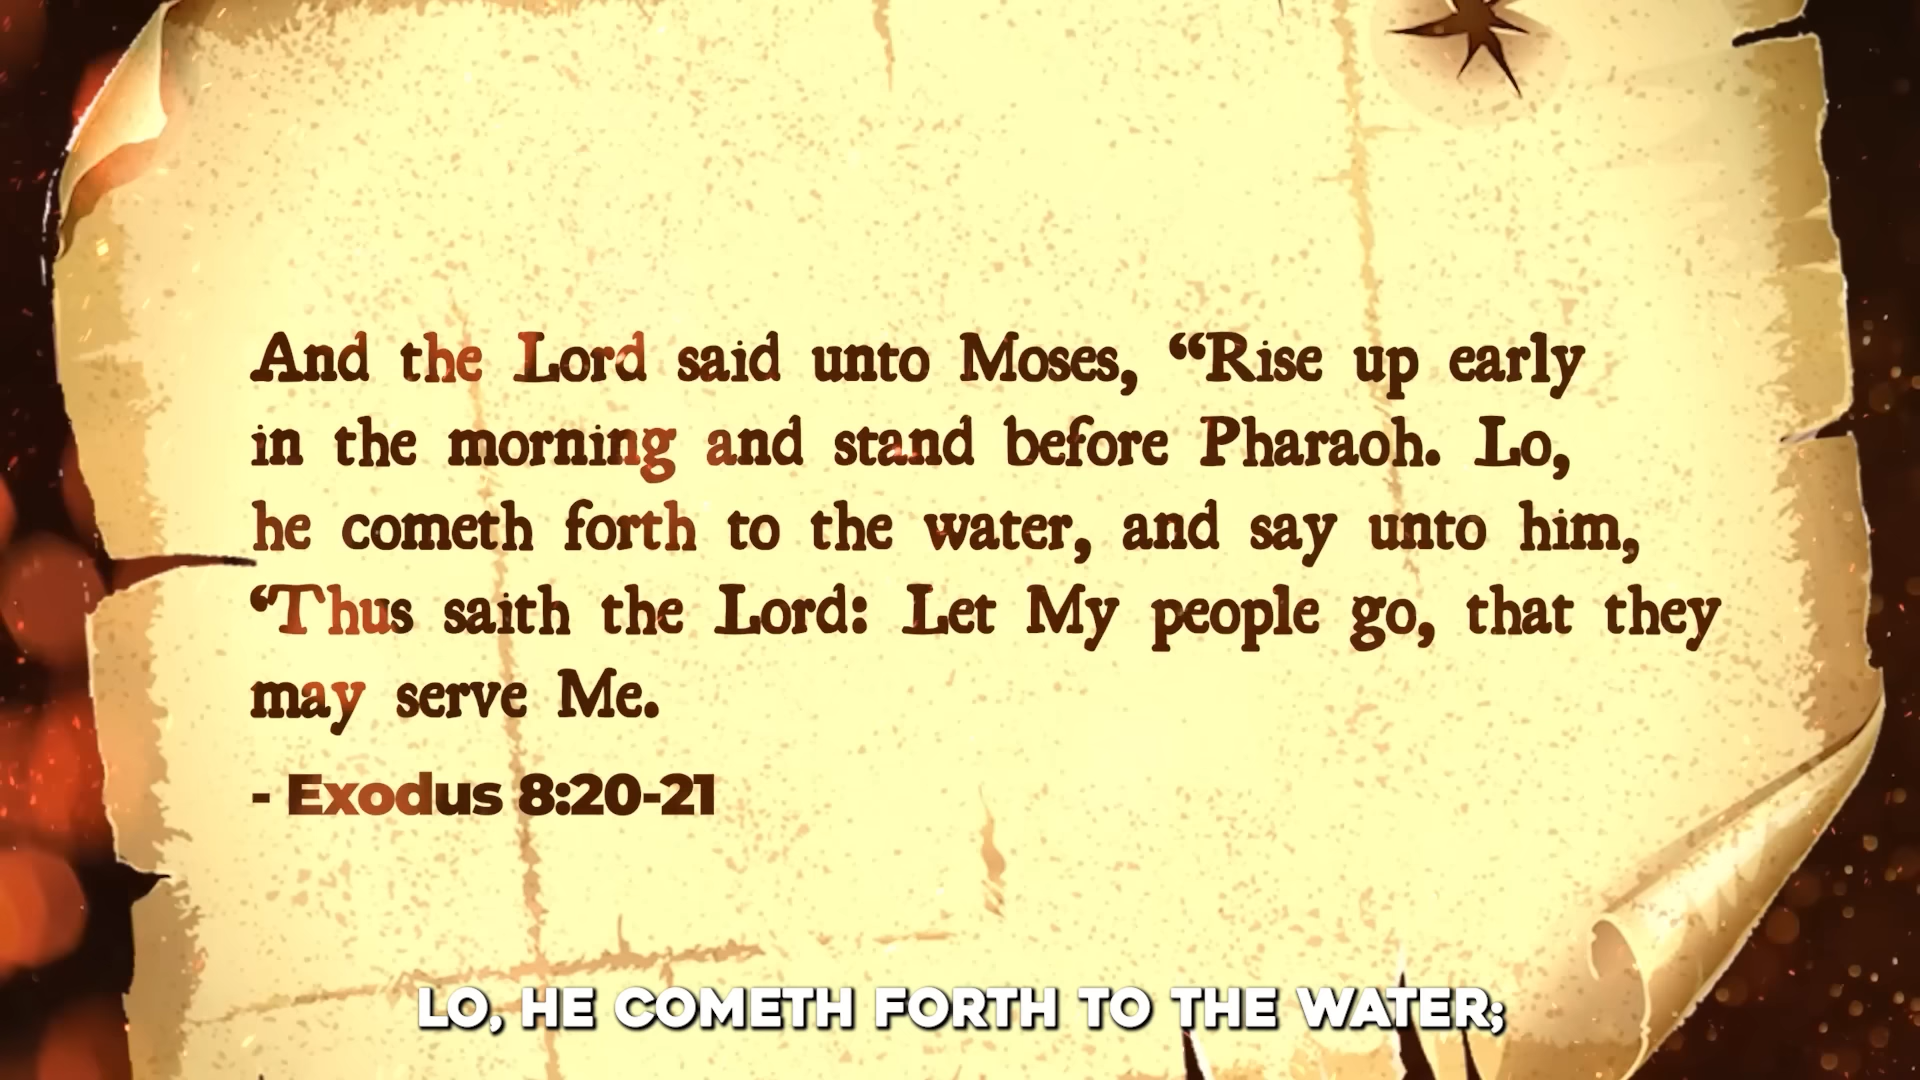 And the Lord said unto Moses, “Rise up early
in the morning and stand before Pharaoh. Lo,
he cometh forth to the water, and say unto him,
‘Thus saith the Lord: Let My people go, that they
may serve Me.
- Exodus 8:20-21
LO, HE COMETH FORTH TO THE WATER;